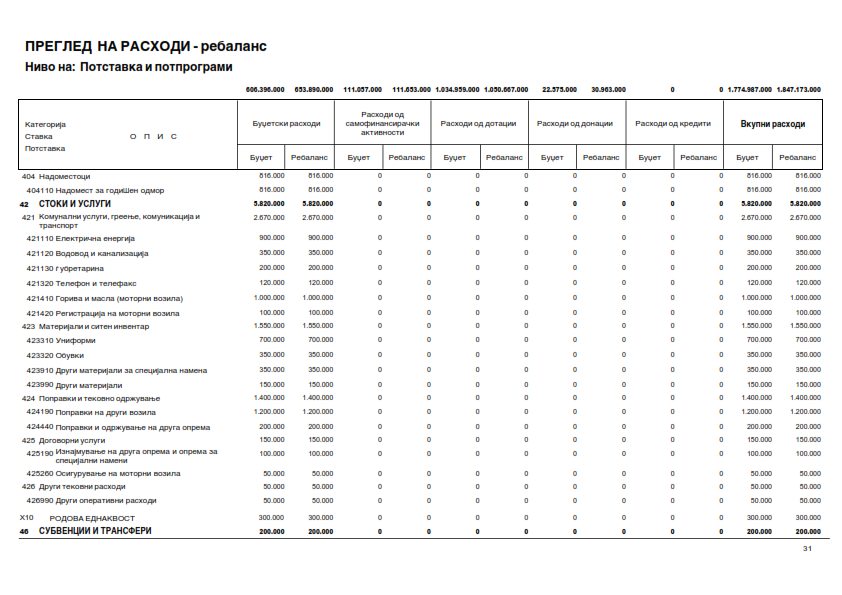 ПРЕГЛЕД НА РАСХОДИ - ребаланс
Ниво на: Потставка и потпрограми
606.396.000 653.890.000 111.057.000 111.653.000 1.034.959.000 1.050.667.000 22.575.000 30.963.000 0 0 1.774.987.000 1.847.173.000
Категорија
Ставка О П И С
Потставка
Буџетски расходи
Расходи од самофинансирачки активности
Расходи од дотации
Расходи од донации
Расходи од кредити
Вкупни расходи
Буџет Ребаланс Буџет Ребаланс Буџет Ребаланс Буџет Ребаланс Буџет Ребаланс Буџет Ребаланс
404 Надоместоци 816.000 816.000 0 0 0 0 0 0 0 0 816.000 816.000
404110 Надомест за годишен одмор 816.000 816.000 0 0 0 0 0 0 0 0 816.000 816.000
42 СТОКИ И УСЛУГИ 5.820.000 5.820.000 0 0 0 0 0 0 0 0 5.820.000 5.820.000
421 Комунални услуги, греење, комуникација и 2.670.000 2.670.000 0 0 0 0 0 0 0 0 2.670.000 2.670.000
транспорт
421110 Електрична енергија 900.000 900.000 0 0 0 0 0 0 0 0 900.000 900.000
421120 Водовод и канализација 350.000 350.000 0 0 0 0 0 0 0 0 350.000 350.000
421130 Ѓубретарина 200.000 200.000 0 0 0 0 0 0 0 0 200.000 200.000
421320 Телефон и телефакс 120.000 120.000 0 0 0 0 0 0 0 0 120.000 120.000
421410 Горива и масла (моторни возила) 1.000.000 1.000.000 0 0 0 0 0 0 0 0 1.000.000 1.000.000
421420 Регистрација на моторни возила 100.000 100.000 0 0 0 0 0 0 0 0 100.000 100.000
423 Материјали и ситен инвентар 1.550.000 1.550.000 0 0 0 0 0 0 0 0 1.550.000 1.550.000
423310 Униформи 700.000 700.000 0 0 0 0 0 0 0 0 700.000 700.000
423320 Обувки 350.000 350.000 0 0 0 0 0 0 0 0 350.000 350.000
423910 Други материјали за специјална намена 350.000 350.000 0 0 0 0 0 0 0 0 350.000 350.000
423990 Други материјали 150.000 150.000 0 0 0 0 0 0 0 0 150.000 150.000
424 Поправки и тековно одржување 1.400.000 1.400.000 0 0 0 0 0 0 0 0 1.400.000 1.400.000
424190 Поправки на други возила 1.200.000 1.200.000 0 0 0 0 0 0 0 0 1.200.000 1.200.000
424440 Поправки и одржување на друга опрема 200.000 200.000 0 0 0 0 0 0 0 0 200.000 200.000
425 Договорни услуги 150.000 150.000 0 0 0 0 0 0 0 0 150.000 150.000
425190 Изнајмување на друга опрема и опрема за 100.000 100.000 0 0 0 0 0 0 0 0 100.000 100.000
специјални намени
425260 Осигурување на моторни возила 50.000 50.000 0 0 0 0 0 0 0 0 50.000 50.000
426 Други тековни расходи 50.000 50.000 0 0 0 0 0 0 0 0 50.000 50.000
426990 Други оперативни расходи 50.000 50.000 0 0 0 0 0 0 0 0 50.000 50.000
X10 РОДОВА ЕДНАКВОСТ 300.000 300.000 0 0 0 0 0 0 0 0 300.000 300.000
46 СУБВЕНЦИИ И ТРАНСФЕРИ 200.000 200.000 0 0 0 0 0 0 0 0 200.000 200.000
31